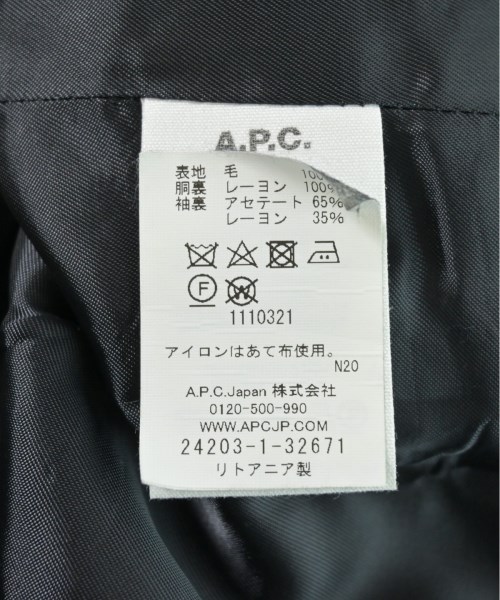 A.P.C.
表地 毛
胴裏 レーヨン 100%
袖裏 アセテート 65%
レーヨン 35%
F W
1110321
アイロンはあて布使用。
N20
A.P.C.Japan 株式会社
0120-500-990
WWW.APCJP.COM
24203-1-32671
リトアニア製